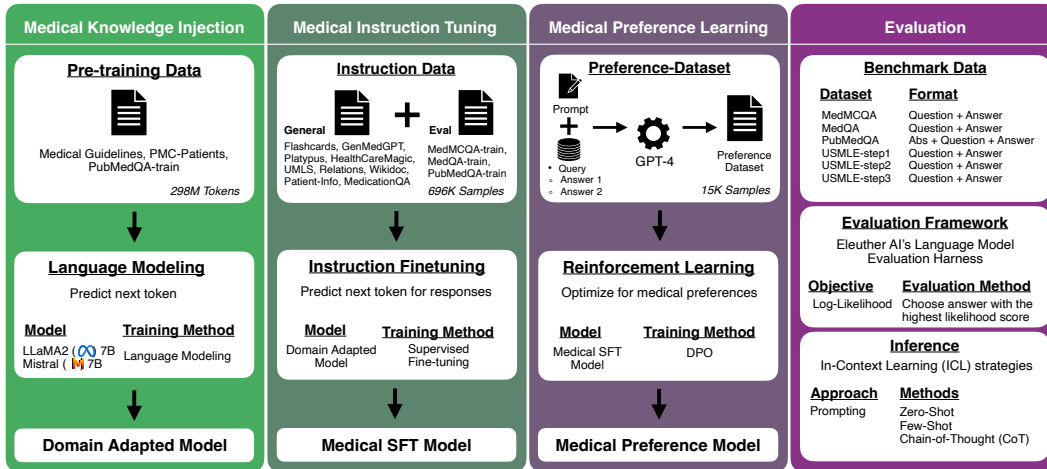 Medical Knowledge Injection
Pre-training Data
Medical Guidelines, PMC-Patients,
PubMedQA-train
298M Tokens
Language Modeling
Predict next token
Model
LLaMA2 ( 7B
Mistral ( 7B
Training Method
Language Modeling
Domain Adapted Model
Medical Instruction Tuning
Instruction Data
General
Flashcards, GenMedGPT,
Platypus, HealthCareMagic,
UMLS, Relations, Wikidoc,
Patient-Info, MedicationQA
+
Eval
MedMCQA-train,
MedQA-train,
PubMedQA-train
696K Samples
Instruction Finetuning
Predict next token for responses
Model
Domain Adapted
Model
Training Method
Supervised
Fine-tuning
Medical SFT Model
Medical Preference Learning
Preference-Dataset
Prompt
+
• Query
◦ Answer 1
◦ Answer 2
GPT-4
Preference
Dataset
15K Samples
Reinforcement Learning
Optimize for medical preferences
Model
Medical SFT
Model
Training Method
DPO
Medical Preference Model
Evaluation
Benchmark Data
Dataset Format
MedMCQA Question + Answer
MedQA Question + Answer
PubMedQA Abs + Question + Answer
USMLE-step1 Question + Answer
USMLE-step2 Question + Answer
USMLE-step3 Question + Answer
Evaluation Framework
Eleuther AI's Language Model
Evaluation Harness
Objective
Log-Likelihood
Evaluation Method
Choose answer with the
highest likelihood score
Inference
In-Context Learning (ICL) strategies
Approach
Prompting
Methods
Zero-Shot
Few-Shot
Chain-of-Thought (CoT)